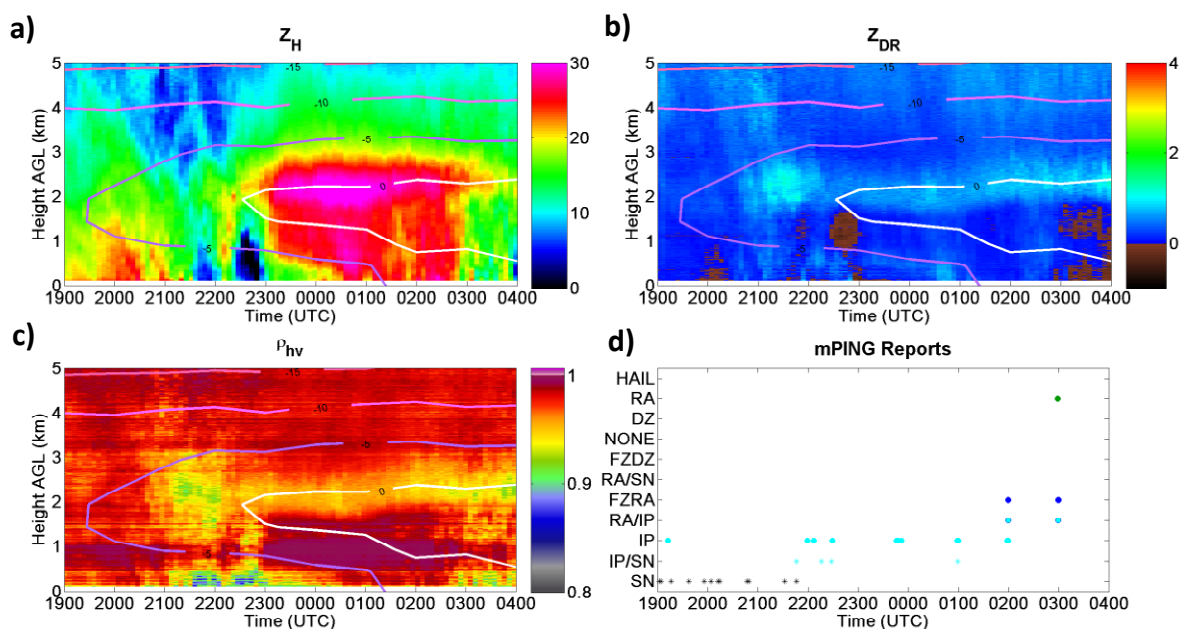 a)
Z_H
5
4
3
2
1
0
Height AGL (km)
-15
-10
-5
0
-5
1900 2000 2100 2200 2300 0000 0100 0200 0300 0400
Time (UTC)
30
20
10
0
b)
Z_DR
5
4
3
2
1
0
Height AGL (km)
-15
-10
-5
0
-5
1900 2000 2100 2200 2300 0000 0100 0200 0300 0400
Time (UTC)
4
2
0
c)
ρ_hv
5
4
3
2
1
0
Height AGL (km)
-15
-10
-5
0
-5
1900 2000 2100 2200 2300 0000 0100 0200 0300 0400
Time (UTC)
1
0.9
0.8
d)
mPING Reports
HAIL
RA
DZ
NONE
FZDZ
RA/SN
FZRA
RA/IP
IP
IP/SN
SN
1900 2000 2100 2200 2300 0000 0100 0200 0300 0400
Time (UTC)